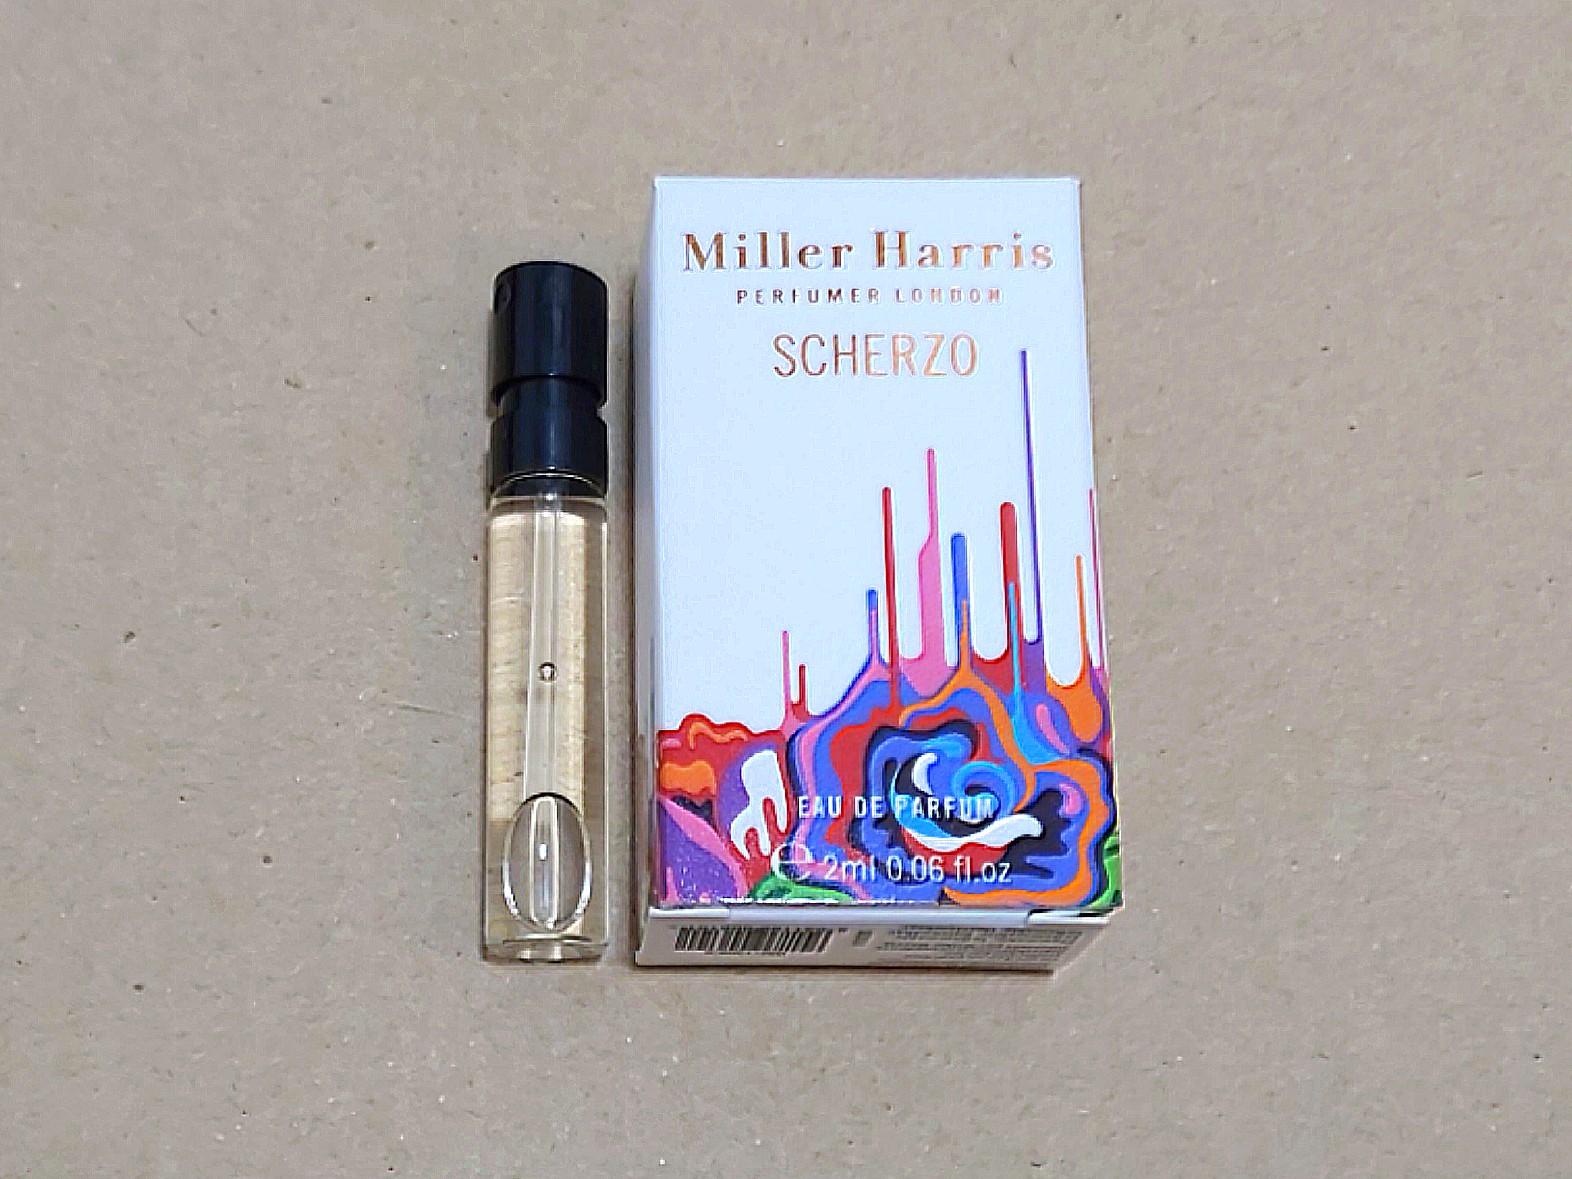 Miller Harris
PERFUMER LONDON
SCHERZO
EAU DE PARFUM
e 2ml 0.06 fl.oz